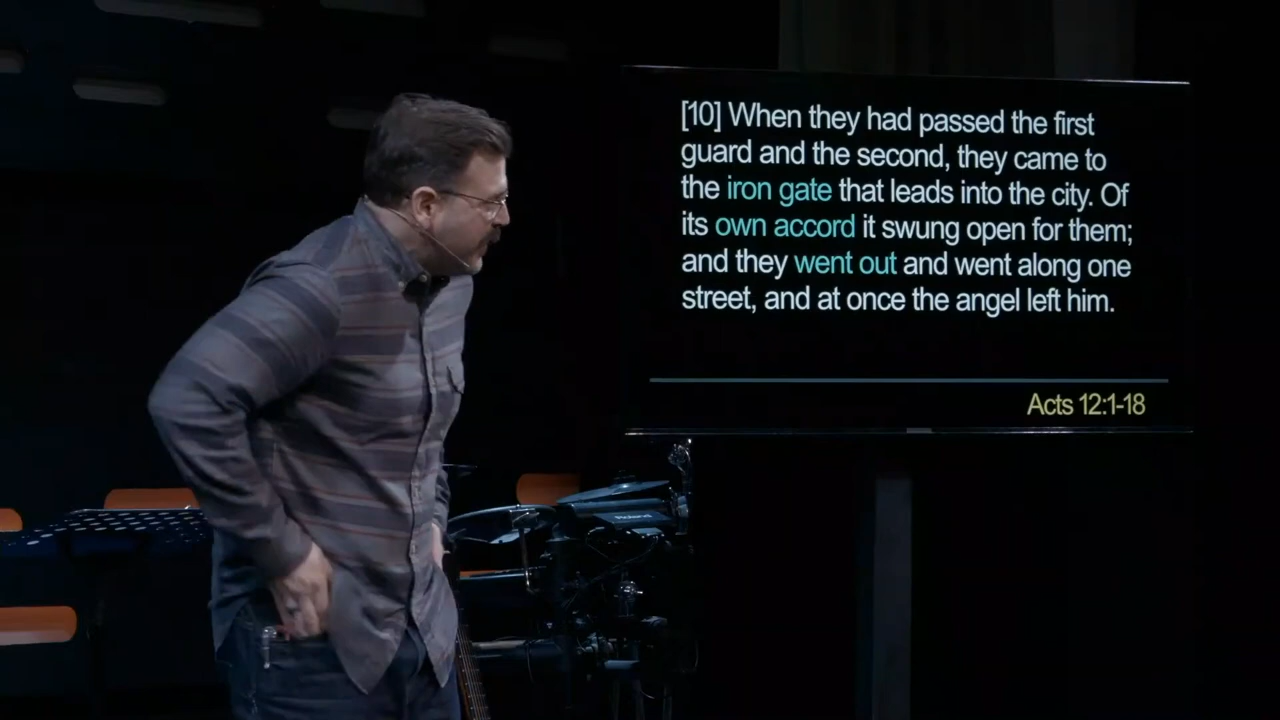 [10] When they had passed the first
guard and the second, they came to
the iron gate that leads into the city. Of
its own accord it swung open for them;
and they went out and went along one
street, and at once the angel left him.
Acts 12:1-18
Roland